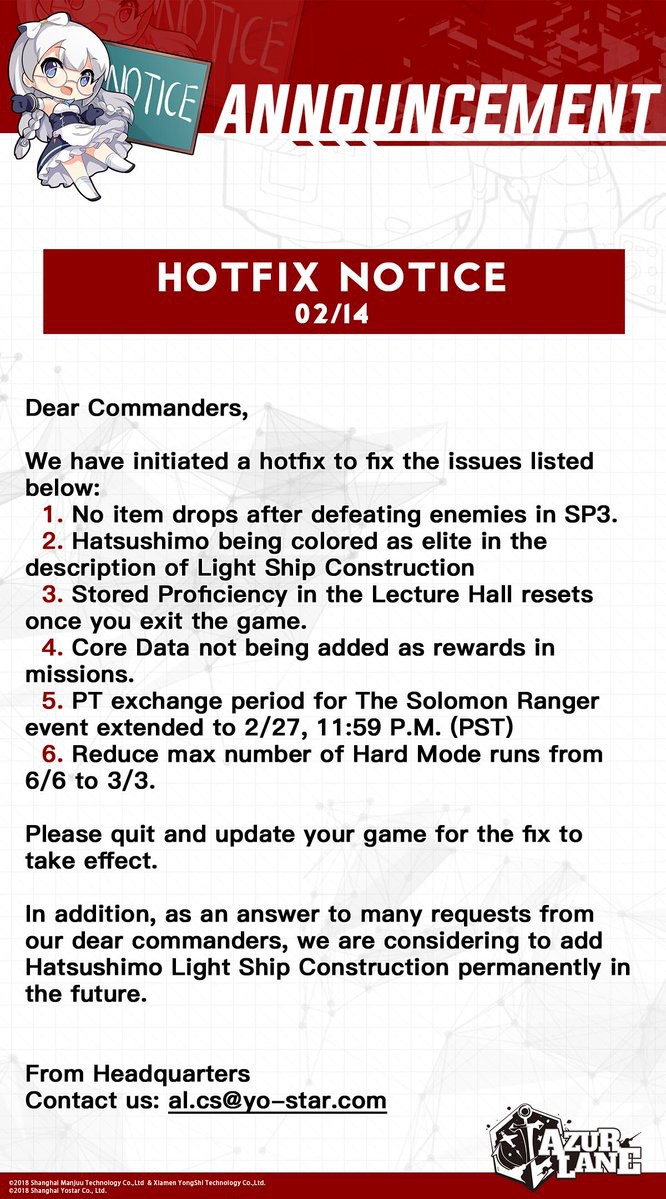 NOTICE
NOTICE
ANNOUNCEMENT
HOTFIX NOTICE
02/14
Dear Commanders,
We have initiated a hotfix to fix the issues listed
below:
1. No item drops after defeating enemies in SP3.
2. Hatsushimo being colored as elite in the
description of Light Ship Construction
3. Stored Proficiency in the Lecture Hall resets
once you exit the game.
4. Core Data not being added as rewards in
missions.
5. PT exchange period for The Solomon Ranger
event extended to 2/27, 11:59 P.M. (PST)
6. Reduce max number of Hard Mode runs from
6/6 to 3/3.
Please quit and update your game for the fix to
take effect.
In addition, as an answer to many requests from
our dear commanders, we are considering to add
Hatsushimo Light Ship Construction permanently in
the future.
From Headquarters
Contact us: al.cs@yo-star.com
AZUR
LANE
©2018 Shanghai Manjuu Technology Co.,Ltd & Xiamen YongShi Technology Co.,Ltd.
©2018 Shanghai Yostar Co., Ltd.